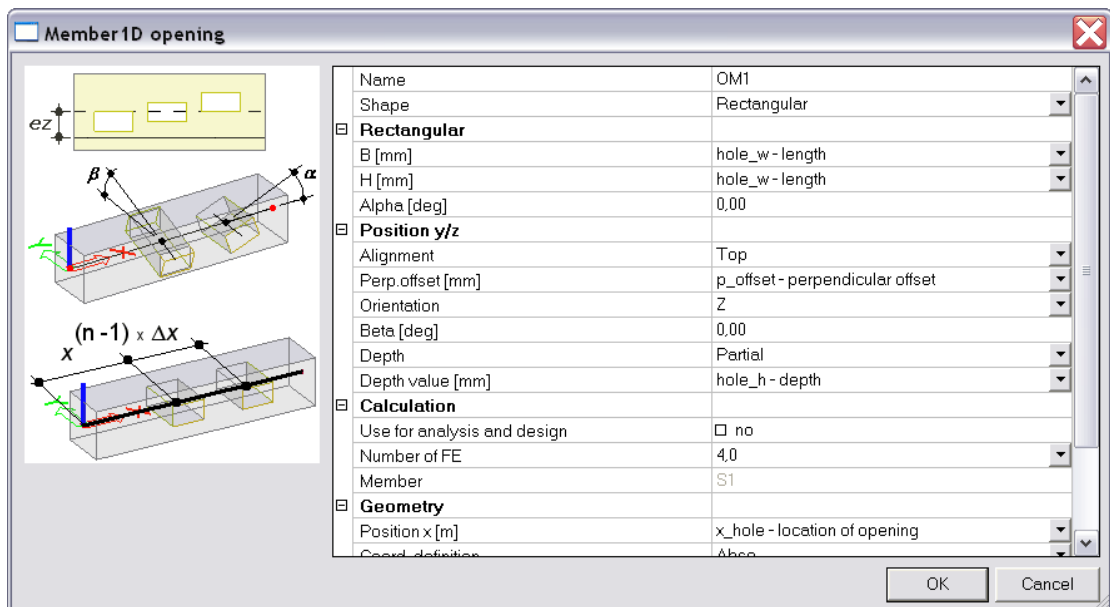 Member1D opening
ez
β
α
Y
X
x (n -1) x Δx
Y
X
Name OM1
Shape Rectangular
Rectangular
B [mm] hole_w - length
H [mm] hole_w - length
Alpha [deg] 0,00
Position y/z
Alignment Top
Perp.offset [mm] p_offset - perpendicular offset
Orientation Z
Beta [deg] 0,00
Depth Partial
Depth value [mm] hole_h - depth
Calculation
Use for analysis and design no
Number of FE 4,0
Member S1
Geometry
Position x [m] x_hole - location of opening
Coord. definition Abso
OK Cancel